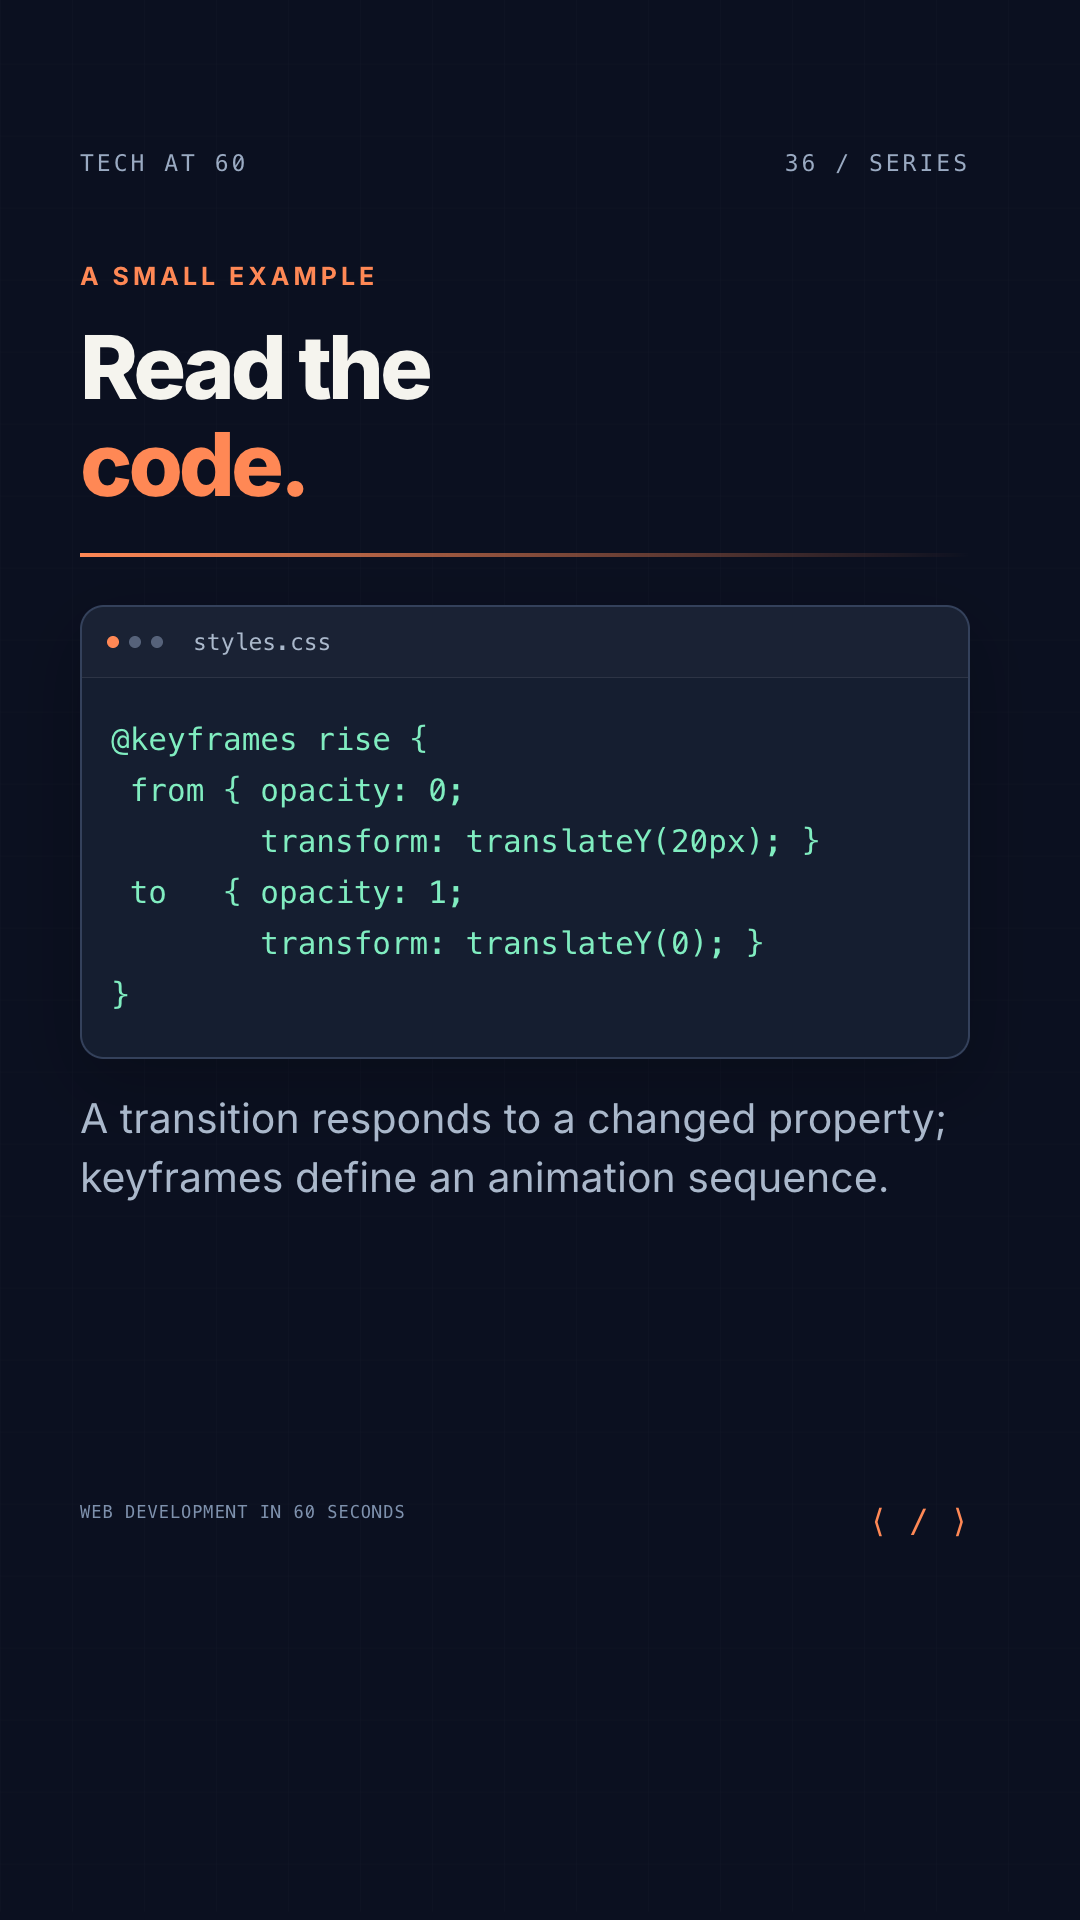 TECH AT 60
36 / SERIES
A SMALL EXAMPLE
Read the
code.
styles.css
@keyframes rise {
 from { opacity: 0;
        transform: translateY(20px); }
 to   { opacity: 1;
        transform: translateY(0); }
}
A transition responds to a changed property;
keyframes define an animation sequence.
WEB DEVELOPMENT IN 60 SECONDS
⟨ / ⟩